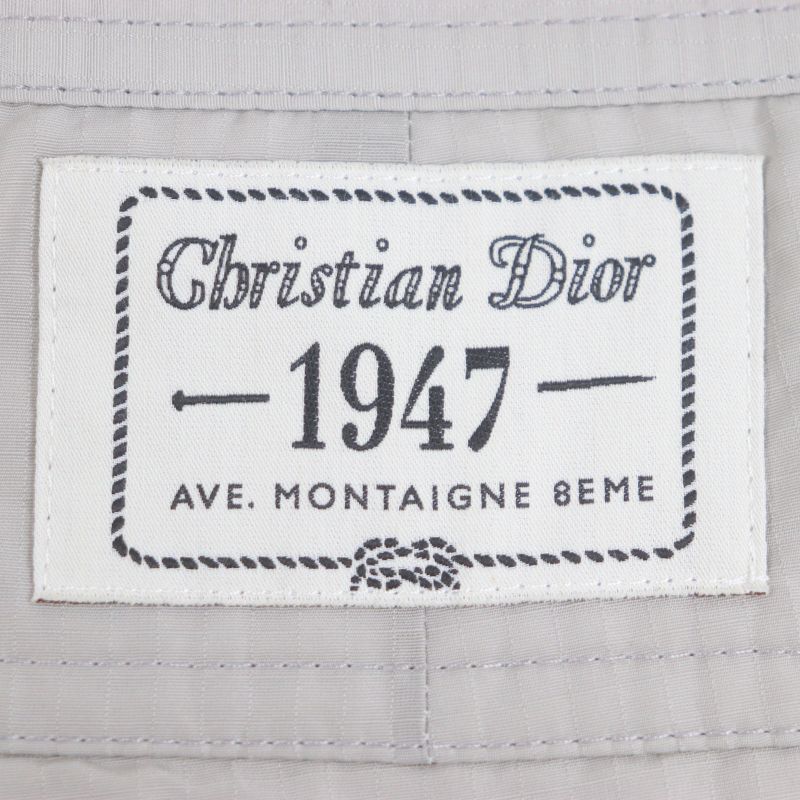 Christian Dior
1947
AVE. MONTAIGNE 8EME